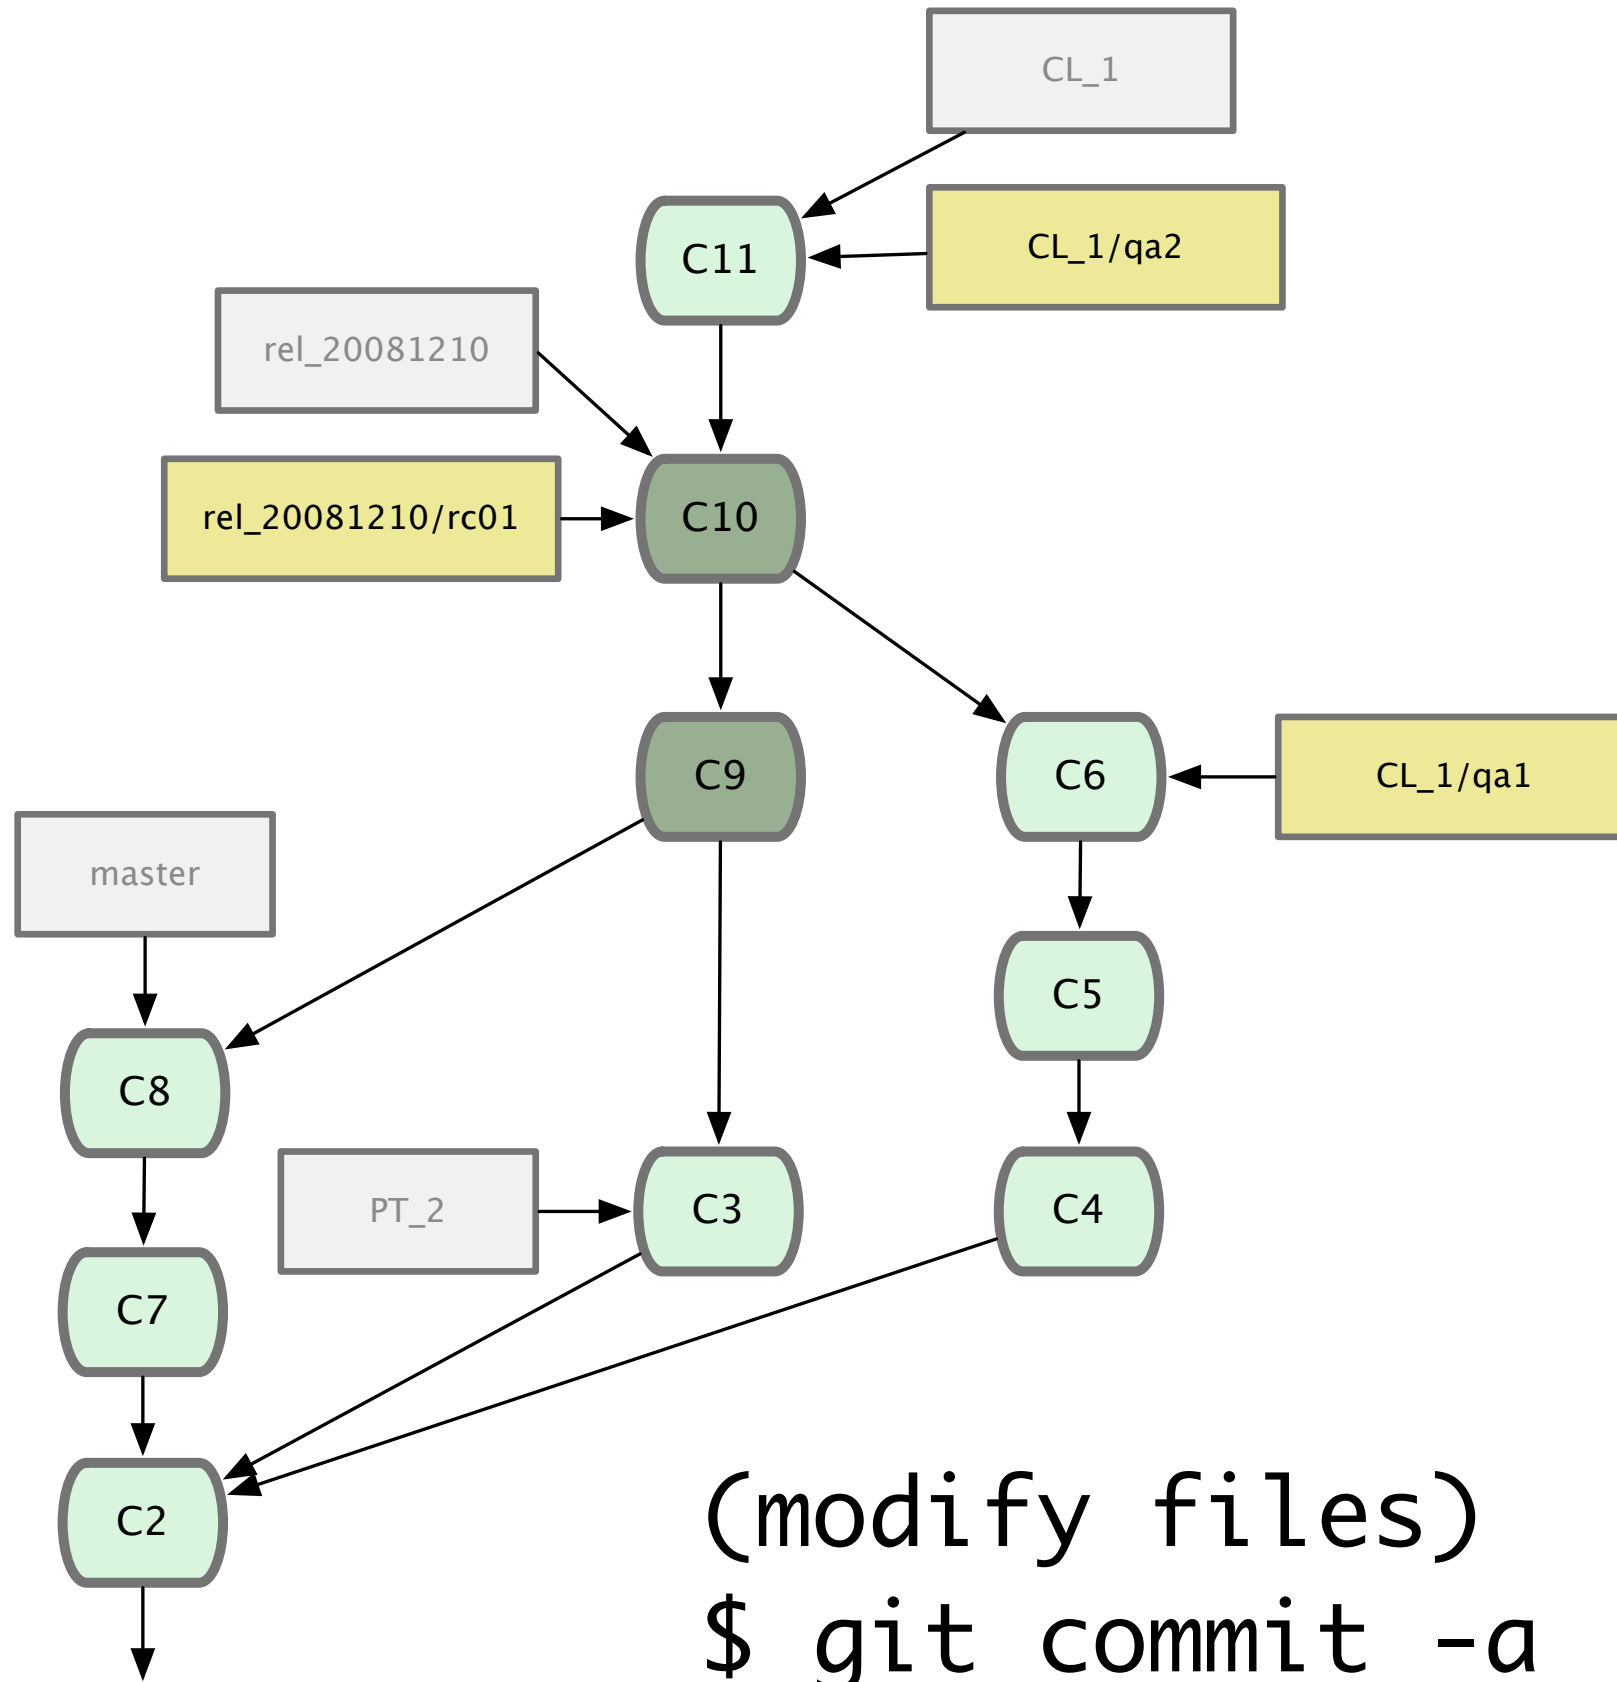 CL_1
C11
CL_1/qa2
rel_20081210
rel_20081210/rc01
C10
C9
C6
CL_1/qa1
master
C5
C8
PT_2
C3
C4
C7
C2
(modify files)
$ git commit -a